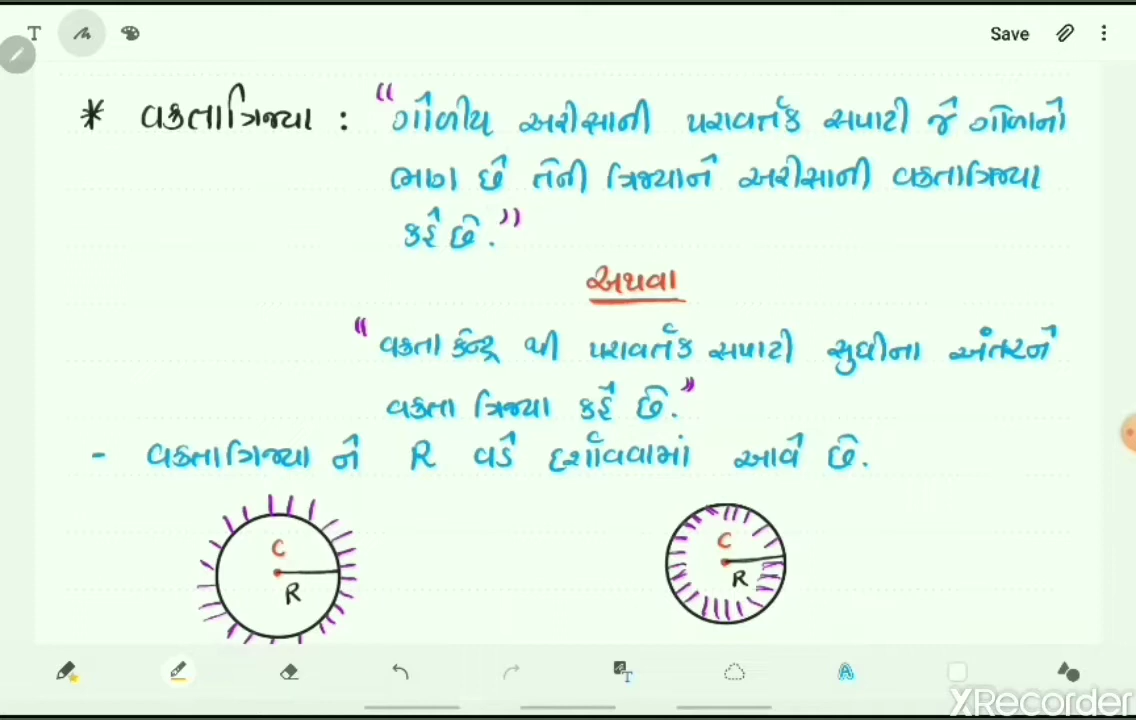 T
Save
* વક્રતાત્રિજ્યા : "ગોળીય અરીસાની પરાવર્તક સપાટી જે ગોળાનો
ભાગ છે તેની ત્રિજ્યાને અરીસાની વક્રતાત્રિજ્યા
કહે છે."
અથવા
"વક્રતા કેન્દ્ર થી પરાવર્તક સપાટી સુધીના અંતરને
વક્રતા ત્રિજ્યા કહે છે."
- વક્રતાત્રિજ્યા ને R વડે દર્શાવવામાં આવે છે.
C
R
C
R
XRecorder